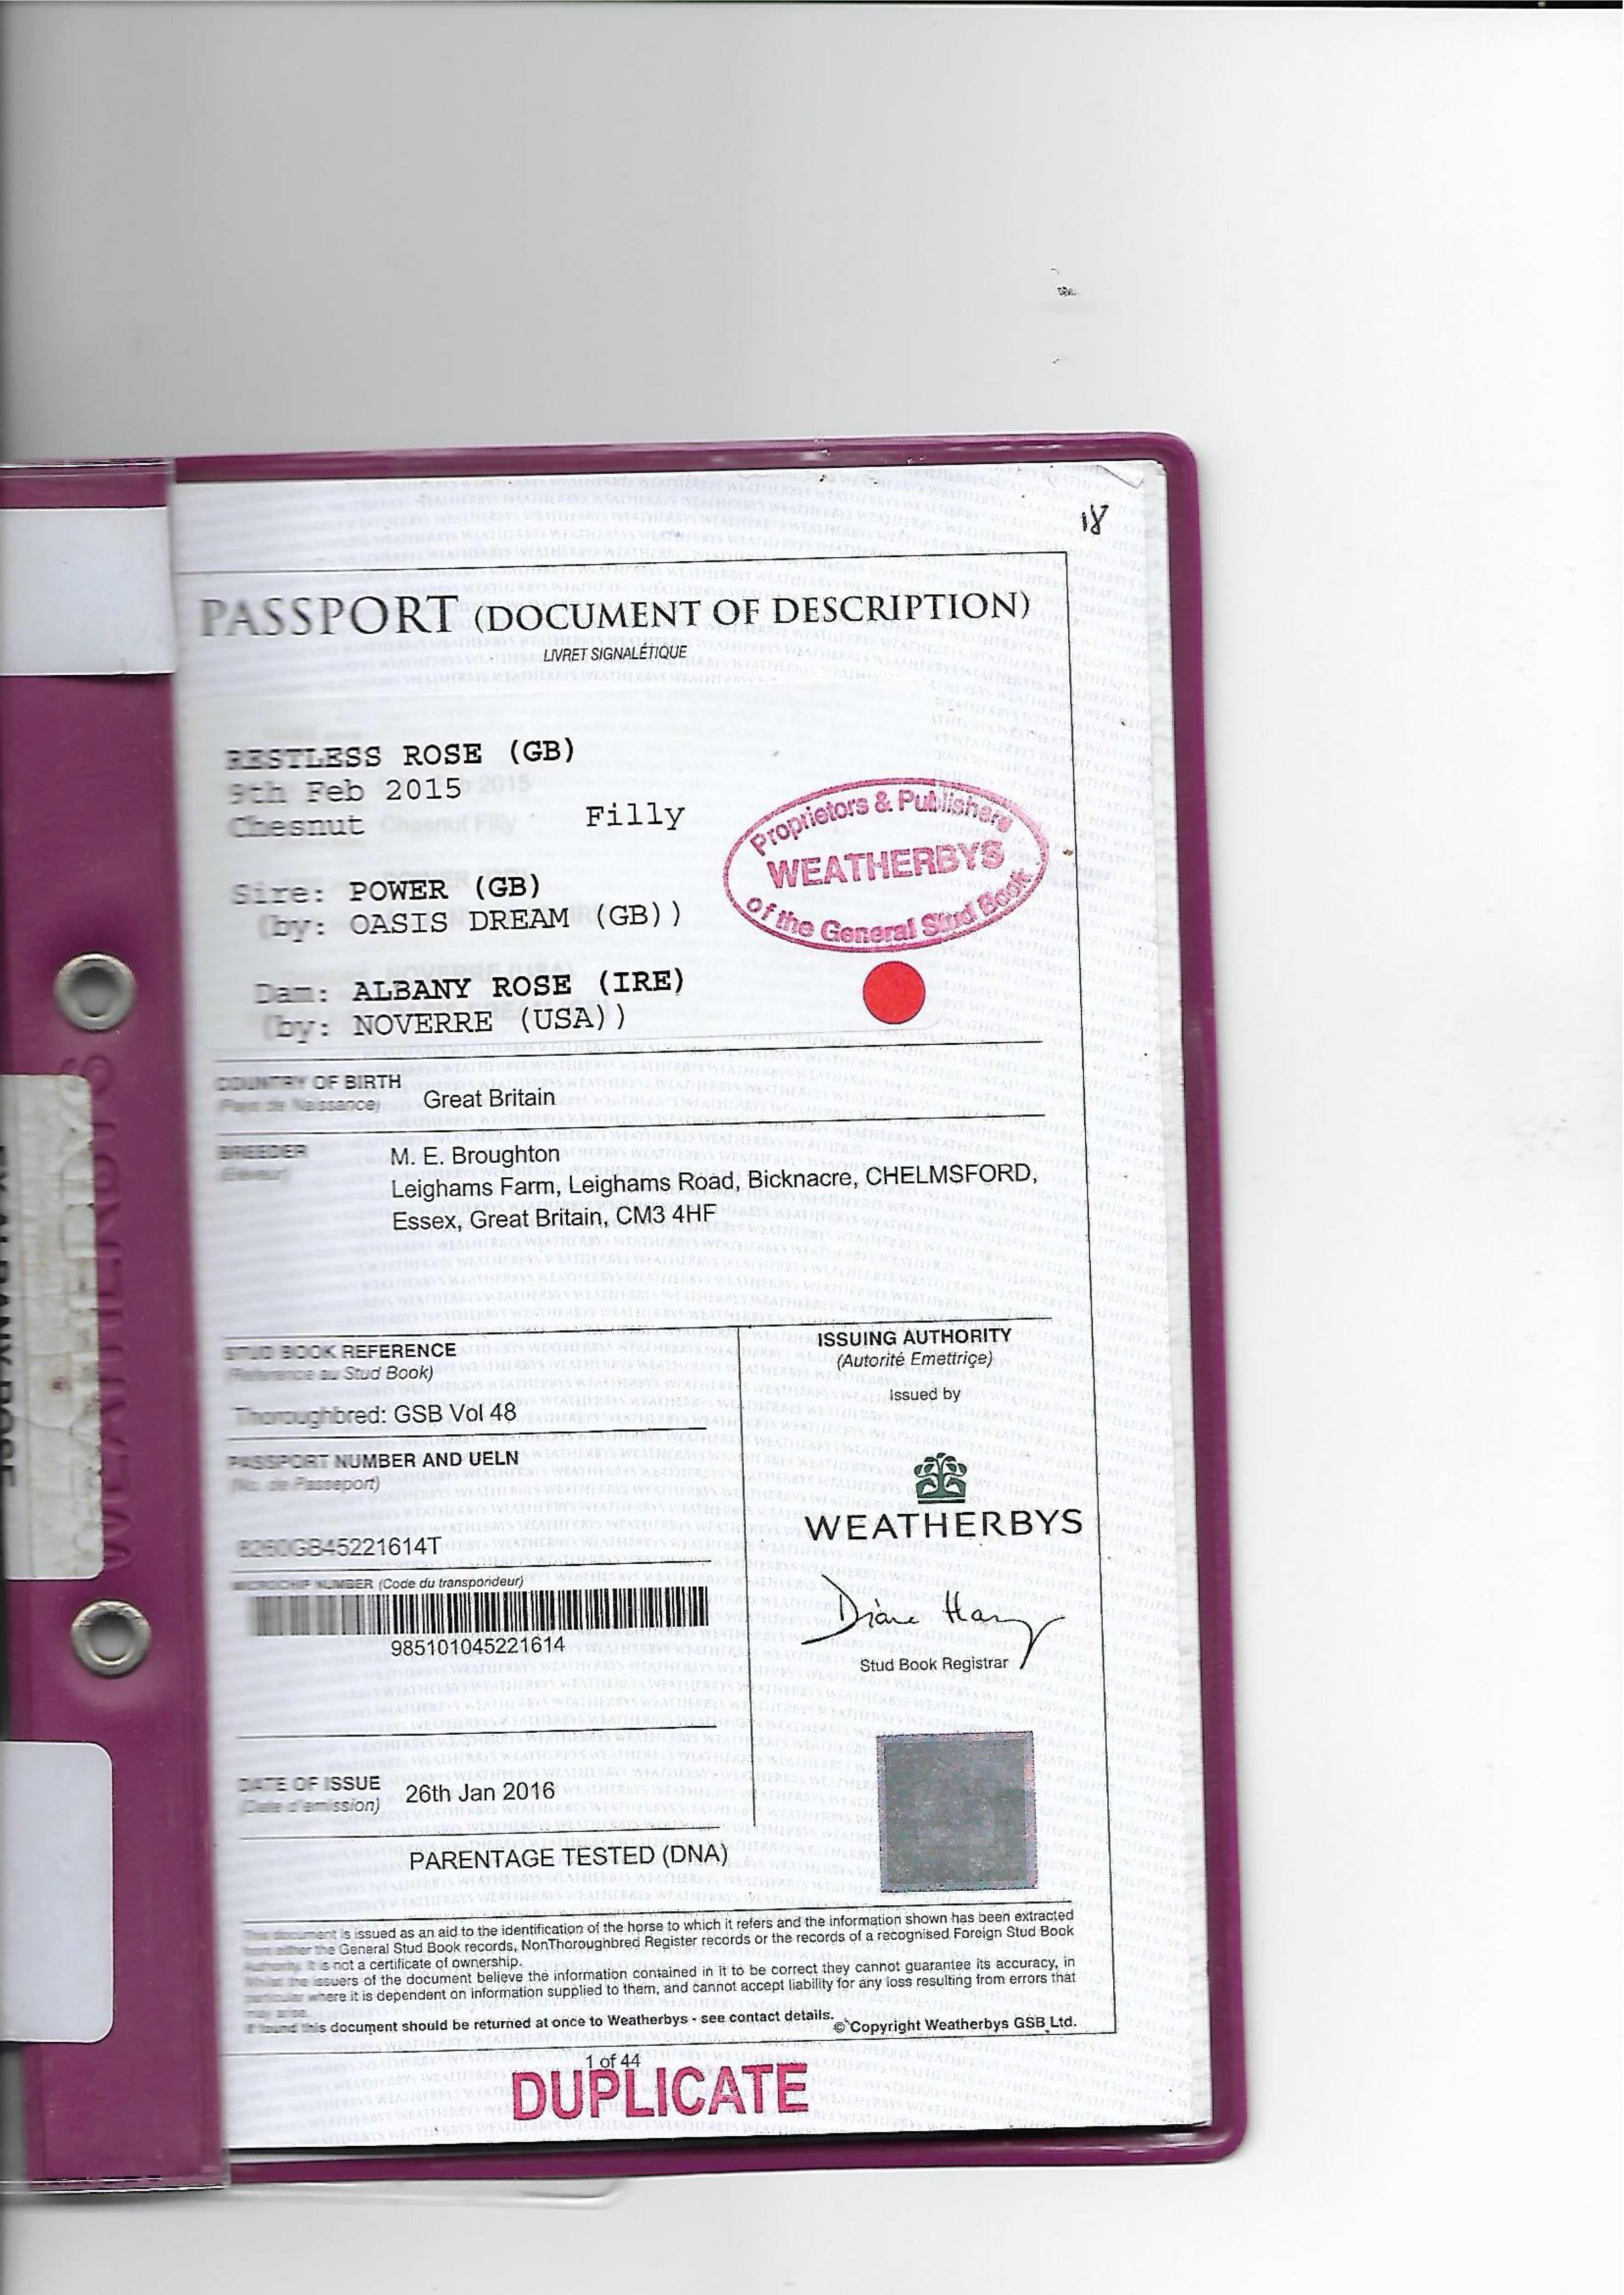 18
PASSPORT (DOCUMENT OF DESCRIPTION)
LIVRET SIGNALÉTIQUE
RESTLESS ROSE (GB)
9th Feb 2015
Chesnut Filly
Sire: POWER (GB)
(by: OASIS DREAM (GB))
Dam: ALBANY ROSE (IRE)
(by: NOVERRE (USA))
Proprietors & Publishers
WEATHERBYS
of the General Stud Book
COUNTRY OF BIRTH
(Pays de Naissance)
Great Britain
BREEDER
(Eleveur)
M. E. Broughton
Leighams Farm, Leighams Road, Bicknacre, CHELMSFORD,
Essex, Great Britain, CM3 4HF
STUD BOOK REFERENCE
(Reference au Stud Book)
Thoroughbred: GSB Vol 48
PASSPORT NUMBER AND UELN
(No. de Passeport)
8260GB45221614T
MICROCHIP NUMBER (Code du transpondeur)
985101045221614
DATE OF ISSUE
(Date d'emission)
26th Jan 2016
PARENTAGE TESTED (DNA)
ISSUING AUTHORITY
(Autorité Emettriçe)
Issued by
WEATHERBYS
Stud Book Registrar
This document is issued as an aid to the identification of the horse to which it refers and the information shown has been extracted
from either the General Stud Book records, NonThoroughbred Register records or the records of a recognised Foreign Stud Book
Authority. It is not a certificate of ownership.
Whilst the issuers of the document believe the information contained in it to be correct they cannot guarantee its accuracy, in
particular where it is dependent on information supplied to them, and cannot accept liability for any loss resulting from errors that
may arise.
If found this document should be returned at once to Weatherbys - see contact details.
© Copyright Weatherbys GSB Ltd.
1 of 44
DUPLICATE